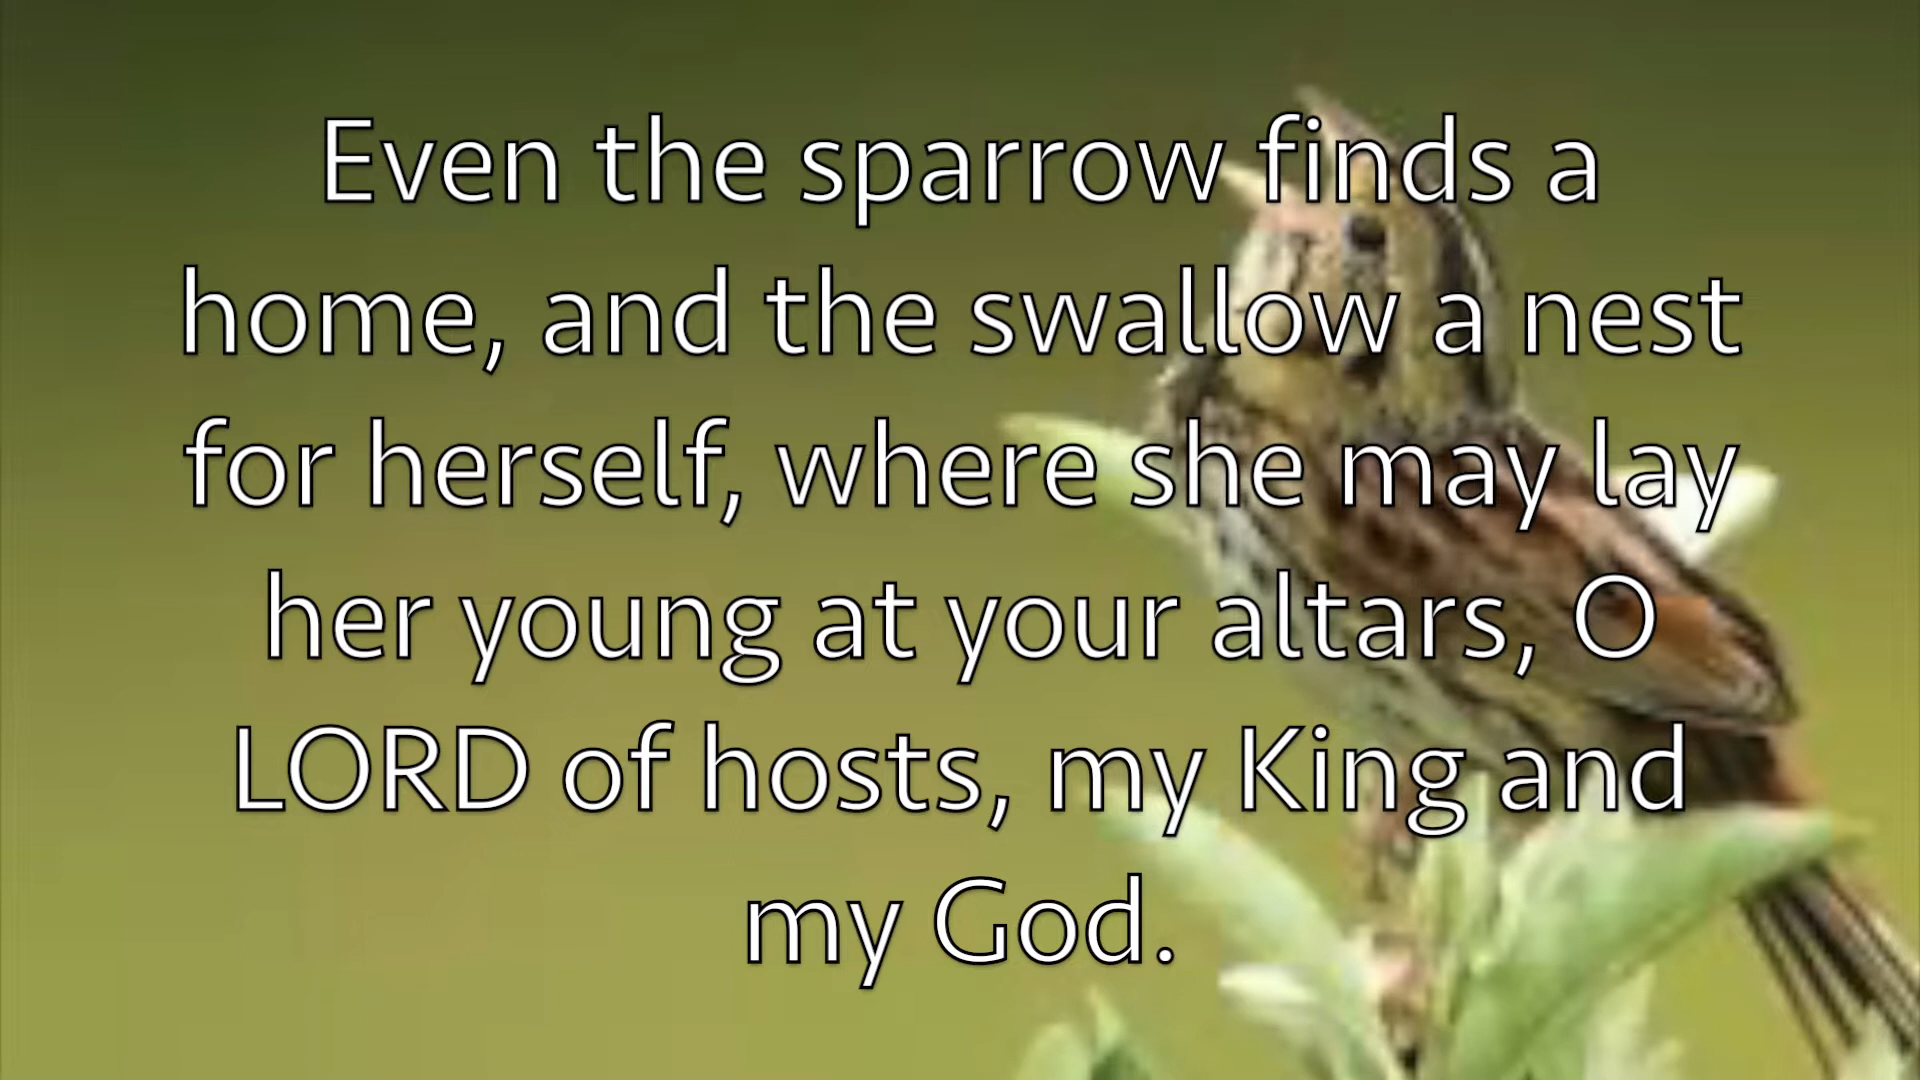 Even the sparrow finds a
home, and the swallow a nest
for herself, where she may lay
her young at your altars, O
LORD of hosts, my King and
my God.